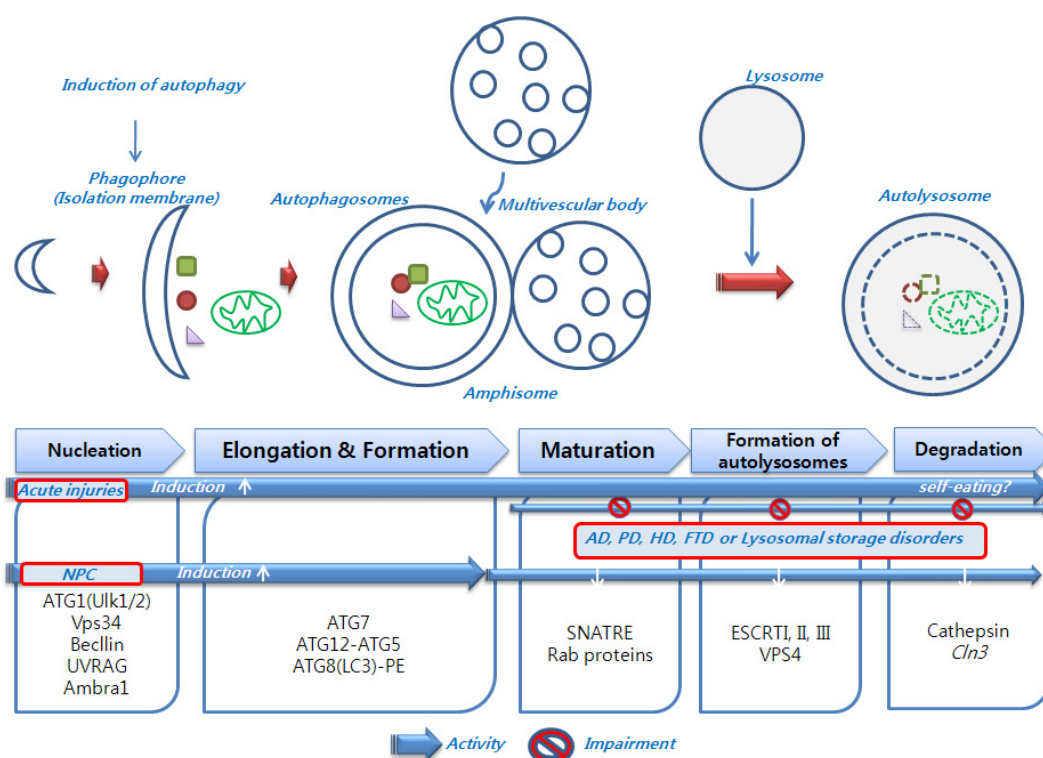 Induction of autophagy
Lysosome
Phagophore
(Isolation membrane)
Autophagosomes
Multivescular body
Autolysosome
Amphisome
Nucleation
Elongation & Formation
Maturation
Formation of
autolysosomes
Degradation
Acute injuries
Induction
self-eating?
AD, PD, HD, FTD or Lysosomal storage disorders
NPC
Induction
ATG1(Ulk1/2)
Vps34
Becllin
UVRAG
Ambra1
ATG7
ATG12-ATG5
ATG8(LC3)-PE
SNATRE
Rab proteins
ESCRTI, II, III
VPS4
Cathepsin
Cln3
Activity
Impairment